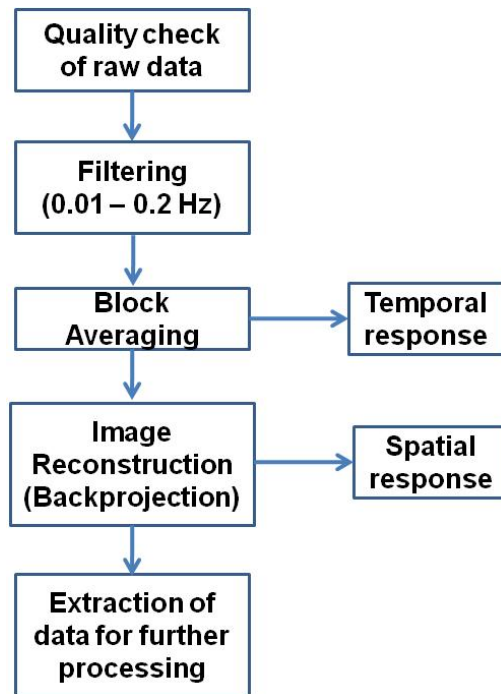 Quality check
of raw data
Filtering
(0.01 – 0.2 Hz)
Block
Averaging
Temporal
response
Image
Reconstruction
(Backprojection)
Spatial
response
Extraction of
data for further
processing